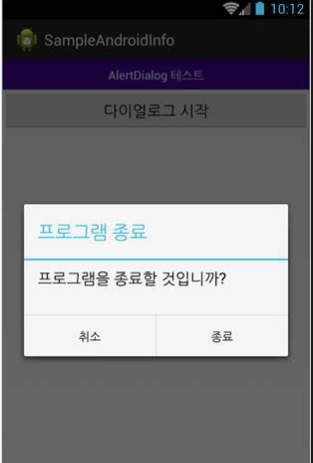 10:12
SampleAndroidInfo
AlertDialog 테스트
다이얼로그 시작
프로그램 종료
프로그램을 종료할 것입니까?
취소
종료